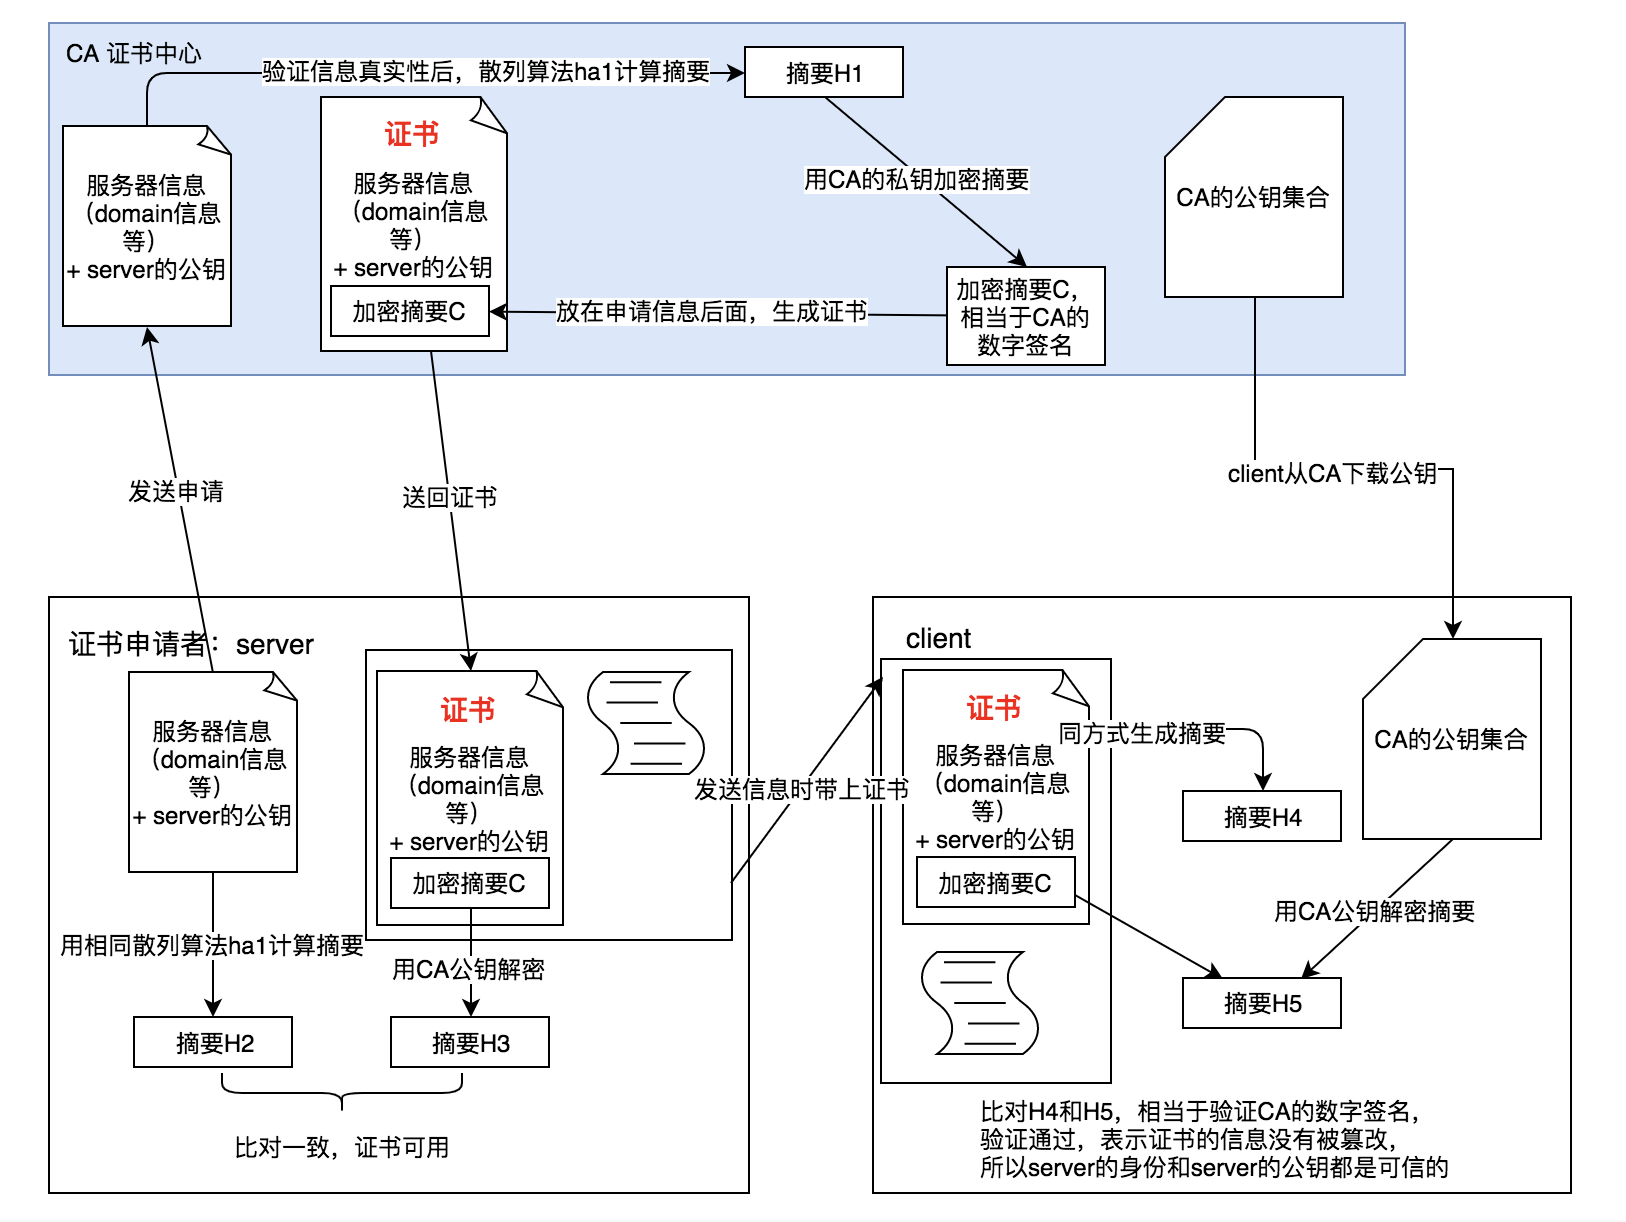 CA 证书中心
验证信息真实性后，散列算法ha1计算摘要
摘要H1
服务器信息
（domain信息
等）
+ server的公钥
证书
服务器信息
（domain信息
等）
+ server的公钥
加密摘要C
用CA的私钥加密摘要
放在申请信息后面，生成证书
加密摘要C，
相当于CA的
数字签名
CA的公钥集合
发送申请
送回证书
client从CA下载公钥
证书申请者：server
服务器信息
（domain信息
等）
+ server的公钥
证书
服务器信息
（domain信息
等）
+ server的公钥
加密摘要C
用相同散列算法ha1计算摘要
用CA公钥解密
摘要H2
摘要H3
比对一致，证书可用
发送信息时带上证书
client
证书
服务器信息
（domain信息
等）
+ server的公钥
加密摘要C
同方式生成摘要
摘要H4
CA的公钥集合
用CA公钥解密摘要
摘要H5
比对H4和H5，相当于验证CA的数字签名，
验证通过，表示证书的信息没有被篡改，
所以server的身份和server的公钥都是可信的